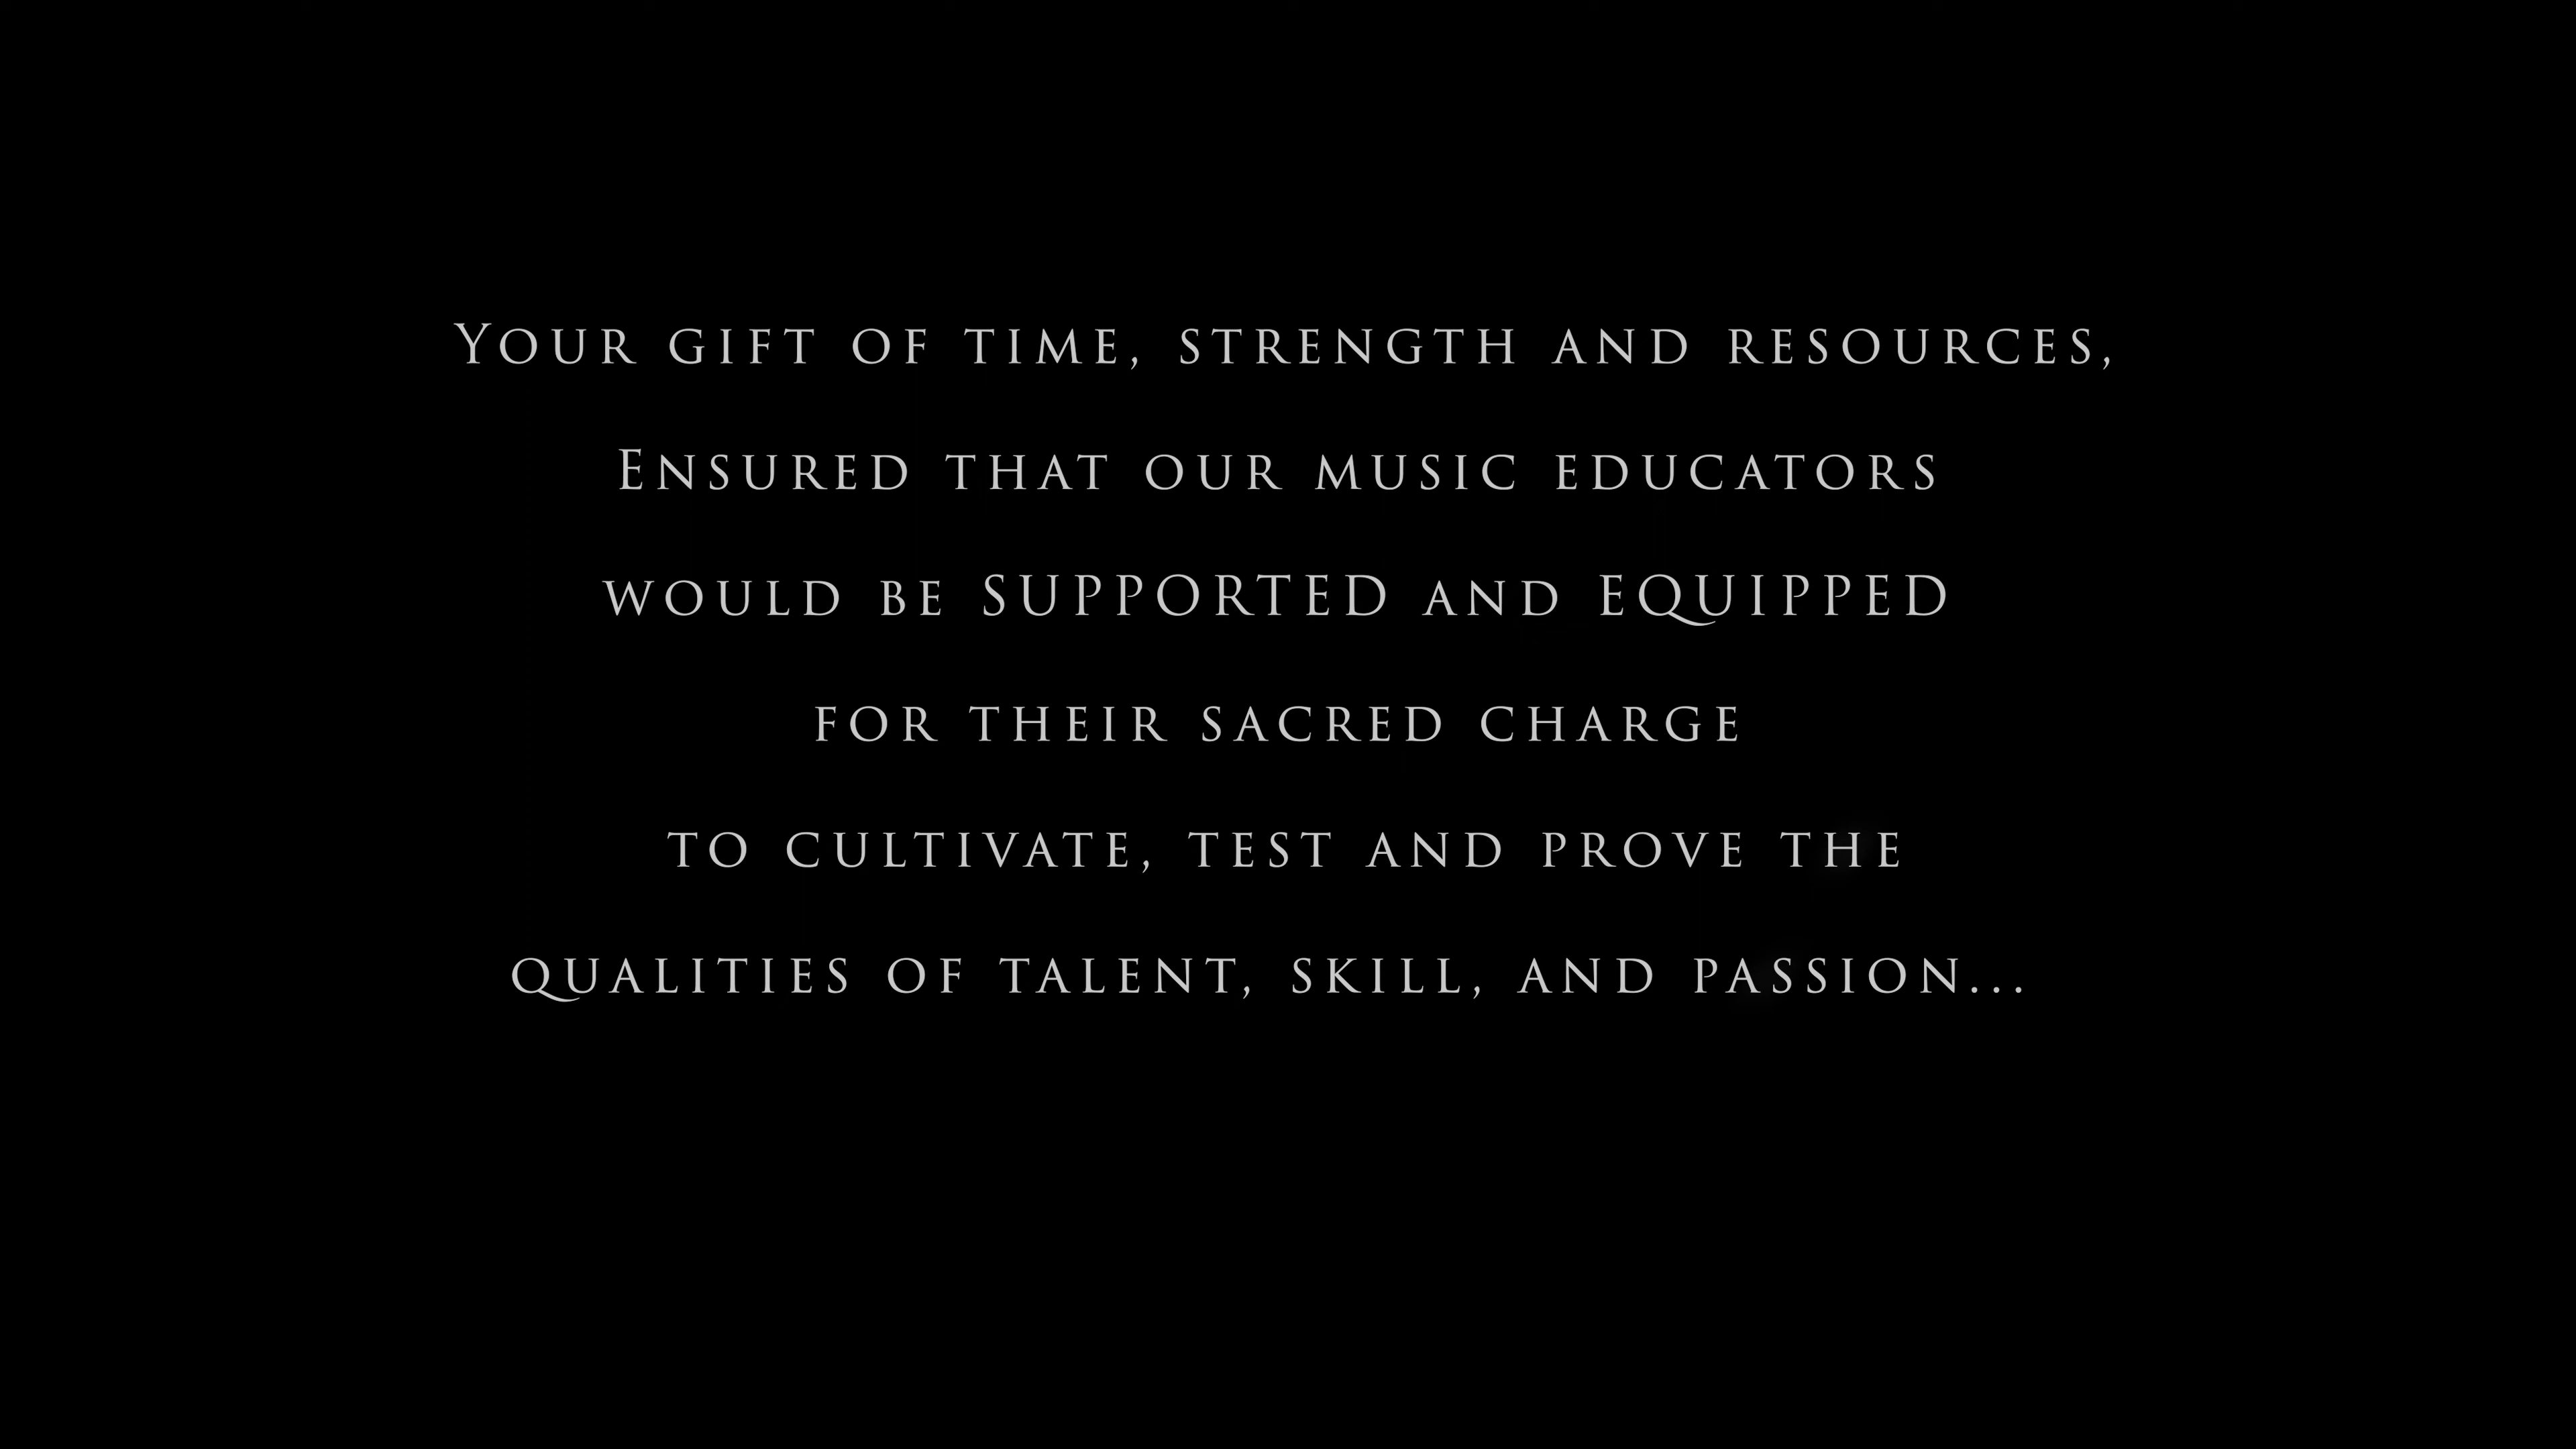 Your gift of time, strength and resources,
Ensured that our music educators
would be SUPPORTED and EQUIPPED
for their sacred charge
to cultivate, test and prove the
qualities of talent, skill, and passion...